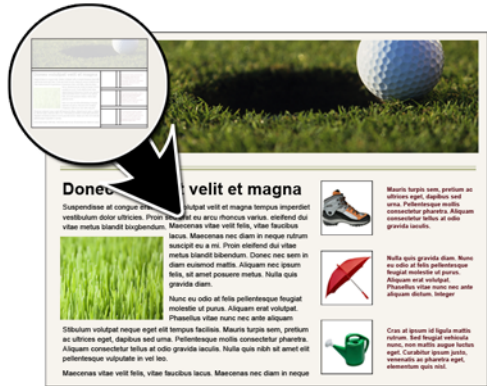 Donec velit et magna
Suspendisse at congue erat volutpat velit et magna tempus imperdiet
vestibulum dolor ultricies. Proin sed erat eu arcu rhoncus varius. eleifend dui
vitae metus blandit bixgbendum. Maecenas vitae velit felis, vitae faucibus
lacus. Maecenas nec diam in neque rutrum
suscipit eu a mi. Proin eleifend dui vitae
metus blandit bibendum. Donec nec sem in
diam euismod mattis. Aliquam nec ipsum
felis, sit amet posuere metus. Nulla quis
gravida diam.
Nunc eu odio at felis pellentesque feugiat
molestie ut purus. Aliquam erat volutpat.
Phasellus vitae nunc nec ante aliquam
Stibulum volutpat neque eget elit tempus facilisis. Mauris turpis sem, pretium
ac ultrices eget, dapibus sed urna. Pellentesque mollis consectetur pharetra.
Aliquam consectetur tellus at odio gravida iaculis. Nulla quis nibh sit amet elit
pellentesque vulputate in vel leo.
Maecenas vitae velit felis, vitae faucibus lacus. Maecenas nec diam in neque
Mauris turpis sem, pretium ac
ultrices eget, dapibus sed
urna. Pellentesque mollis
consectetur pharetra. Aliquam
consectetur tellus at odio
gravida iaculis.
Nulla quis gravida diam. Nunc
eu odio at felis pellentesque
feugiat molestie ut purus.
Aliquam erat volutpat.
Phasellus vitae nunc nec ante
aliquam dictum. Integer
Cras at ipsum id ligula mattis
rutrum. Sed feugiat vehicula
nunc, non mattis augue luctus
eget. Curabitur ipsum justo,
venenatis ac pharetra eget,
elementum quis nisl.